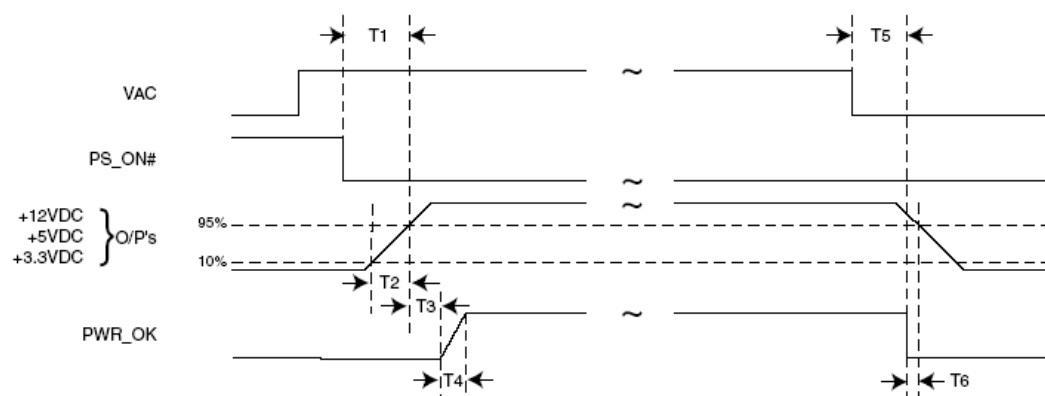 T1
T5
VAC
~
PS_ON#
~
+12VDC
+5VDC
+3.3VDC
} O/P's
95%
10%
~
T2
T3
PWR_OK
~
T4
T6